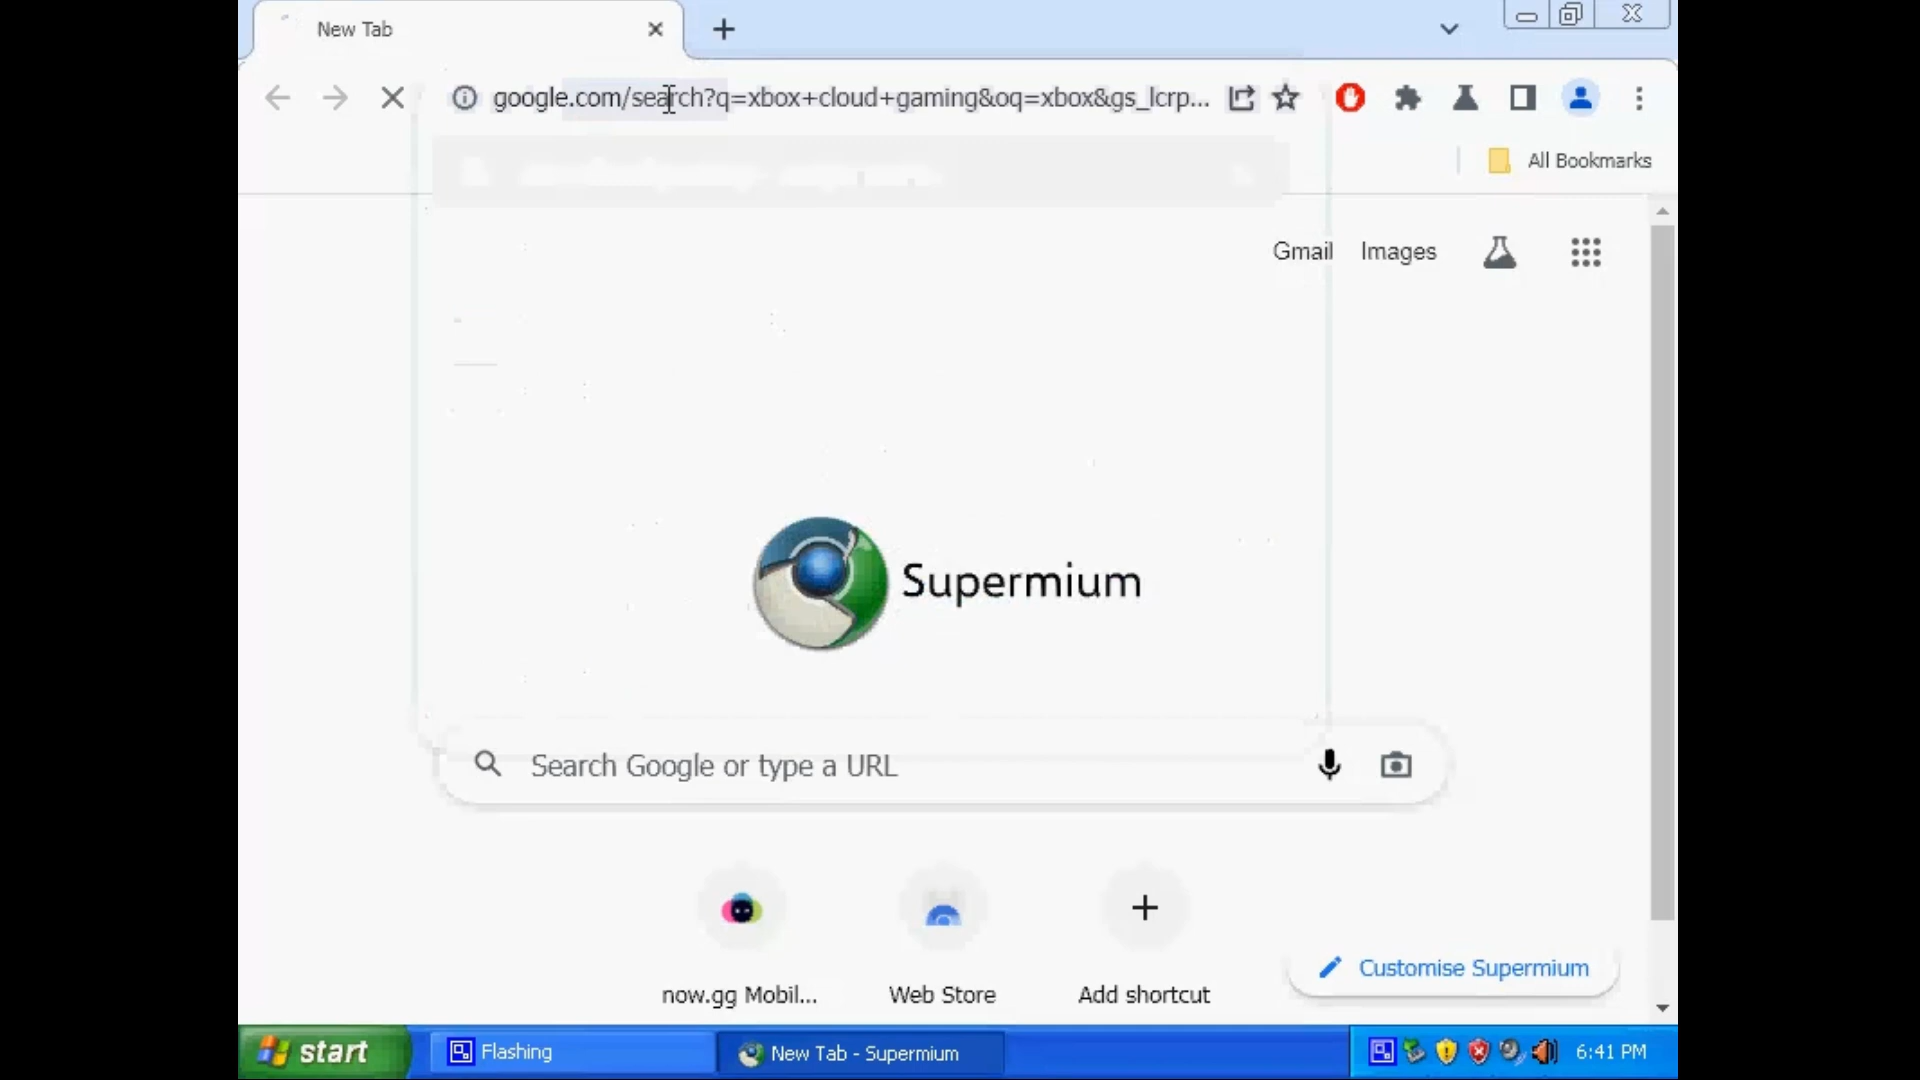 New Tab
google.com/search?q=xbox+cloud+gaming&oq=xbox&gs_lcrp...
All Bookmarks
Gmail
Images
Supermium
Search Google or type a URL
now.gg Mobil...
Web Store
Add shortcut
Customise Supermium
start
Flashing
New Tab - Supermium
6:41 PM